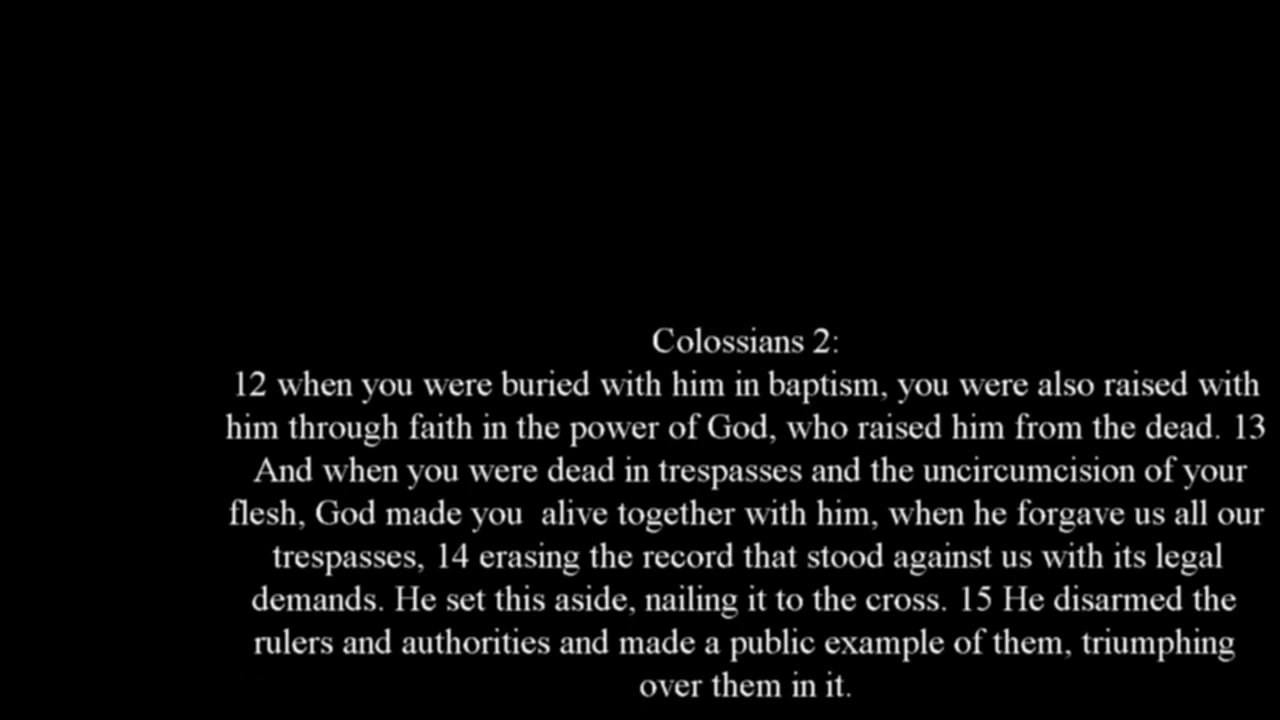 Colossians 2:
12 when you were buried with him in baptism, you were also raised with
him through faith in the power of God, who raised him from the dead. 13
And when you were dead in trespasses and the uncircumcision of your
flesh, God made you  alive together with him, when he forgave us all our
trespasses, 14 erasing the record that stood against us with its legal
demands. He set this aside, nailing it to the cross. 15 He disarmed the
rulers and authorities and made a public example of them, triumphing
over them in it.